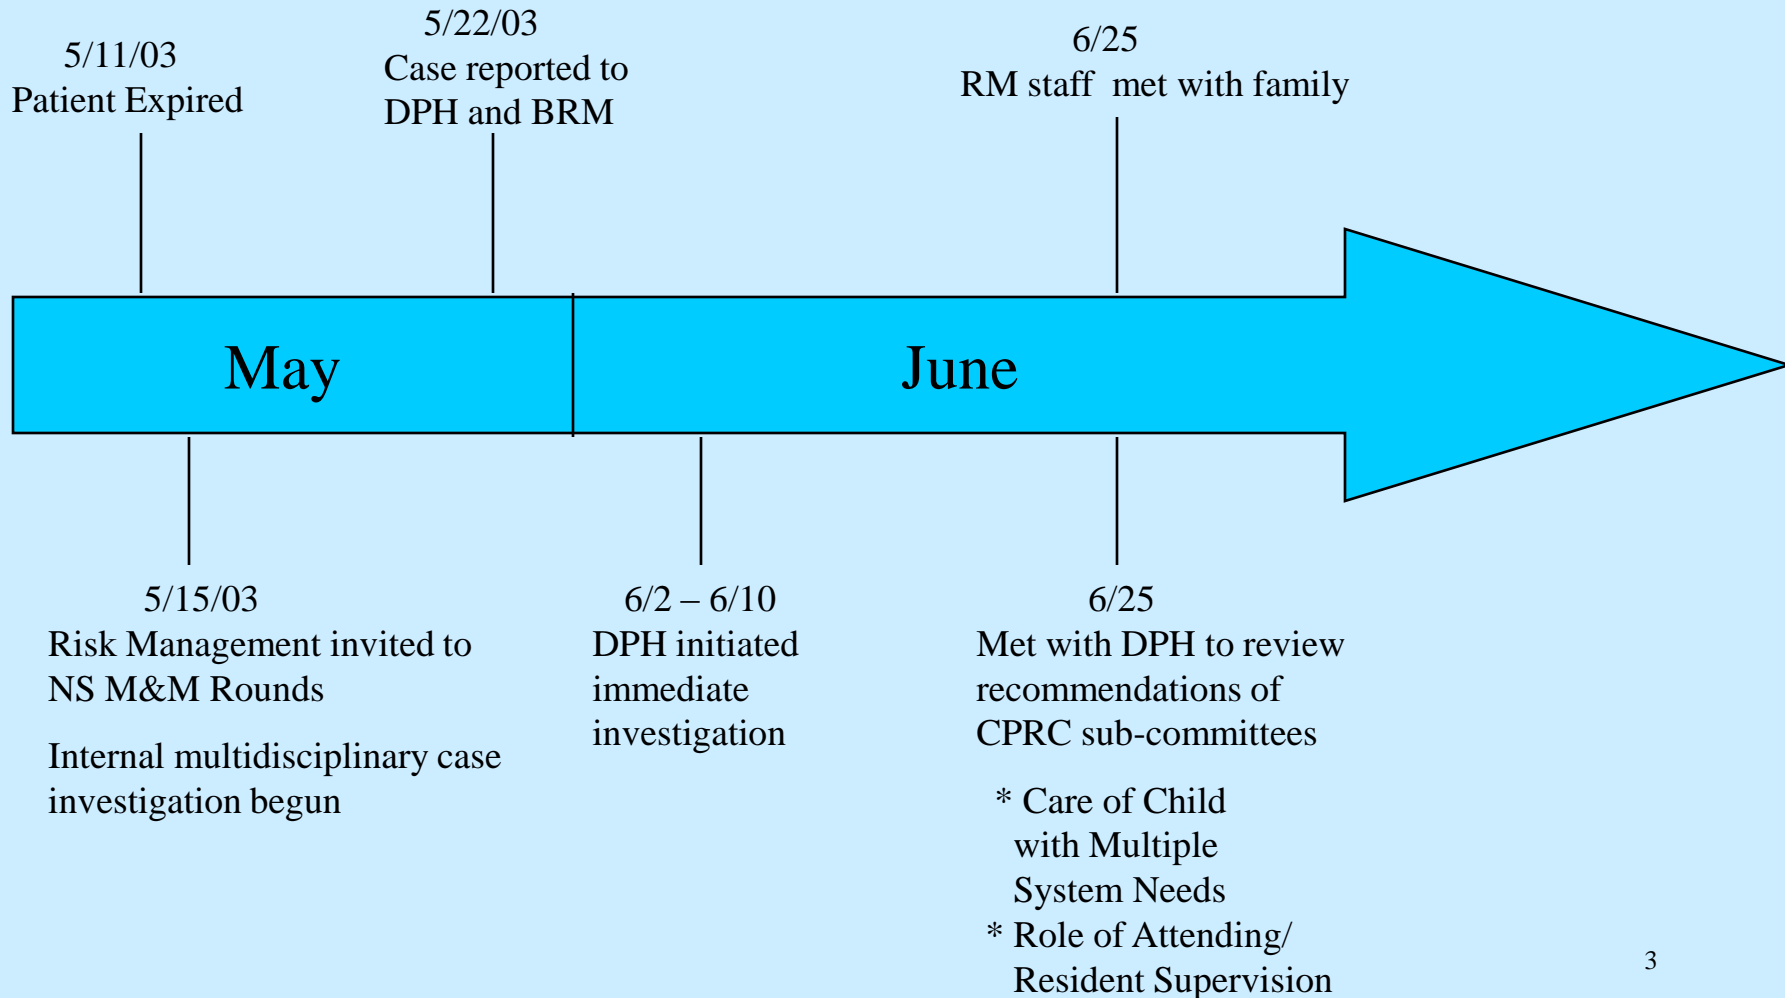 5/11/03
Patient Expired
5/22/03
Case reported to
DPH and BRM
6/25
RM staff  met with family
May
June
5/15/03
Risk Management invited to
NS M&M Rounds
Internal multidisciplinary case
investigation begun
6/2 – 6/10
DPH initiated
immediate
investigation
6/25
Met with DPH to review
recommendations of
CPRC sub-committees
* Care of Child
with Multiple
System Needs
* Role of Attending/
Resident Supervision
3